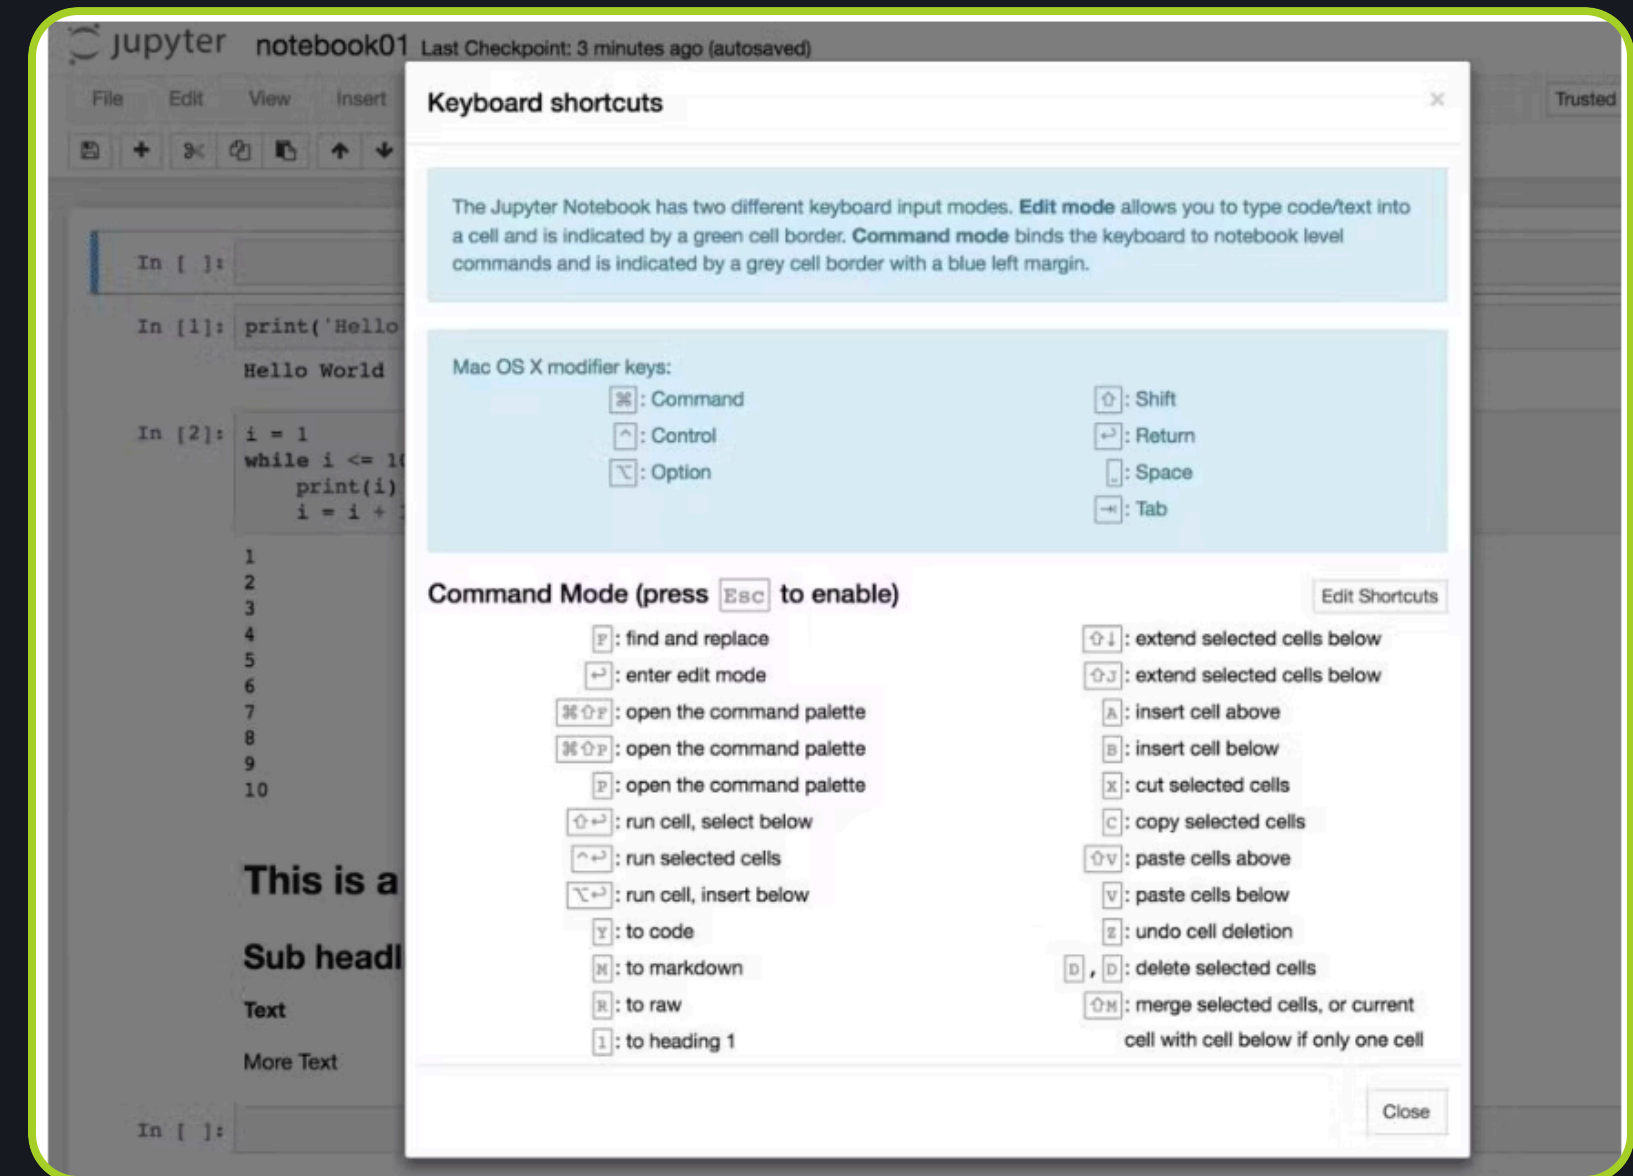 jupyter notebook01 Last Checkpoint: 3 minutes ago (autosaved)
File Edit View Insert
Trusted
Keyboard shortcuts ×
The Jupyter Notebook has two different keyboard input modes. Edit mode allows you to type code/text into
a cell and is indicated by a green cell border. Command mode binds the keyboard to notebook level
commands and is indicated by a grey cell border with a blue left margin.
Mac OS X modifier keys:
⌘: Command
^: Control
⌥: Option
⇧: Shift
↩: Return
␣: Space
⇥: Tab
Command Mode (press Esc to enable)
Edit Shortcuts
F: find and replace
↩: enter edit mode
⌘⇧F: open the command palette
⌘⇧P: open the command palette
P: open the command palette
⇧↩: run cell, select below
^↩: run selected cells
⌥↩: run cell, insert below
Y: to code
M: to markdown
R: to raw
1: to heading 1
⇧↓: extend selected cells below
⇧J: extend selected cells below
A: insert cell above
B: insert cell below
X: cut selected cells
C: copy selected cells
⇧V: paste cells above
V: paste cells below
Z: undo cell deletion
D, D: delete selected cells
⇧M: merge selected cells, or current
cell with cell below if only one cell
Close
In [ ]:
In [1]: print('Hello
Hello World
In [2]: i = 1
while i <= 10
print(i)
i = i +
1
2
3
4
5
6
7
8
9
10
This is a
Sub headl
Text
More Text
In [ ]: